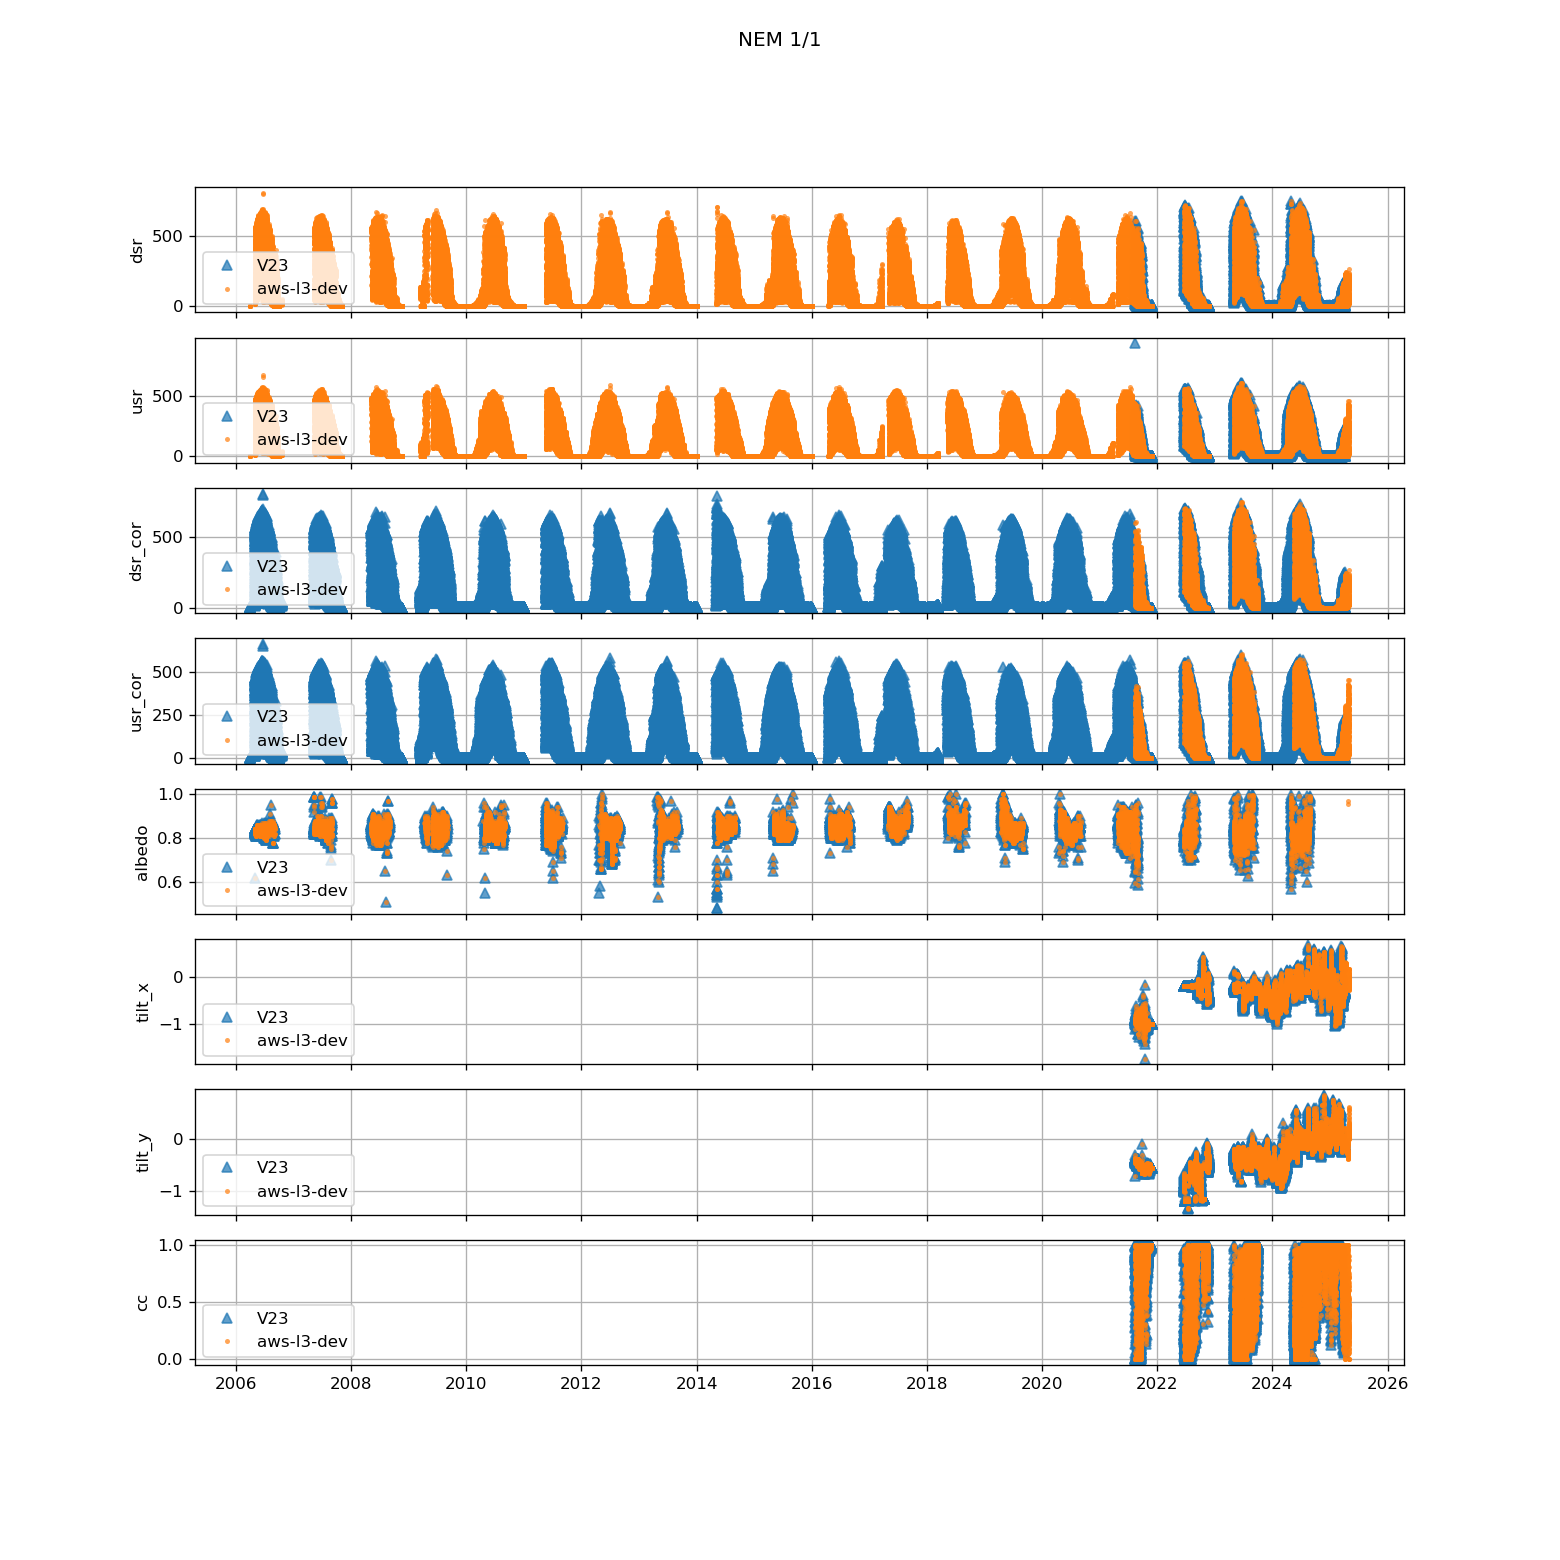 NEM 1/1
dsr
500
0
V23
aws-l3-dev
usr
500
0
V23
aws-l3-dev
dsr_cor
500
0
V23
aws-l3-dev
usr_cor
500
250
0
V23
aws-l3-dev
albedo
1.0
0.8
0.6
V23
aws-l3-dev
tilt_x
0
−1
V23
aws-l3-dev
tilt_y
0
−1
V23
aws-l3-dev
cc
1.0
0.5
0.0
V23
aws-l3-dev
2006 2008 2010 2012 2014 2016 2018 2020 2022 2024 2026